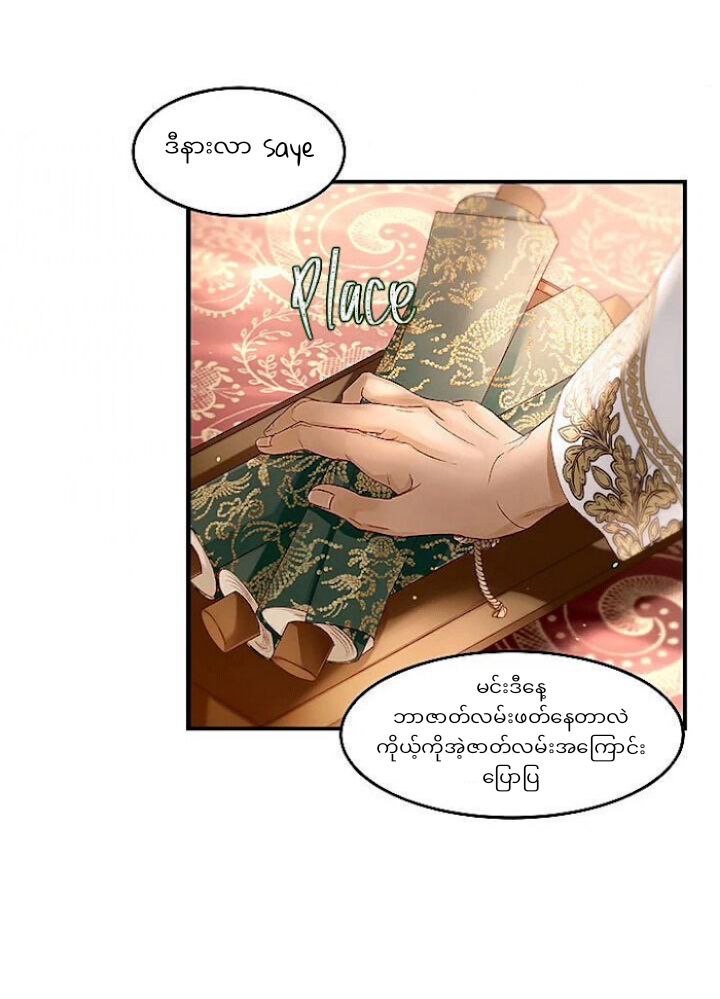 ဒီနားလာ Saye
Place
မင်းဒီနေ့
ဘာဇာတ်လမ်းဖတ်နေတာလဲ
ကိုယ့်ကိုအဲ့ဇာတ်လမ်းအကြောင်း
ပြောပြ